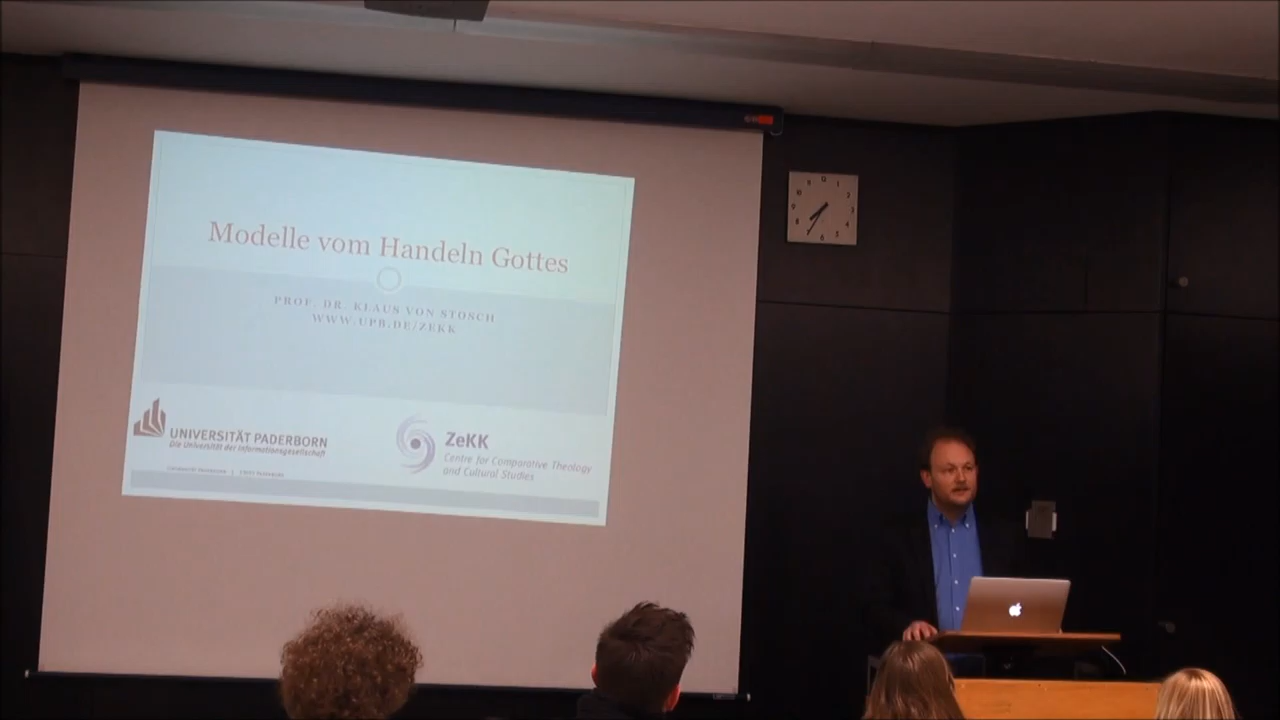 Modelle vom Handeln Gottes
PROF. DR. KLAUS VON STOSCH
WWW.UPB.DE/ZEKK
UNIVERSITÄT PADERBORN
Die Universität der Informationsgesellschaft
ZeKK
Centre for Comparative Theology
and Cultural Studies